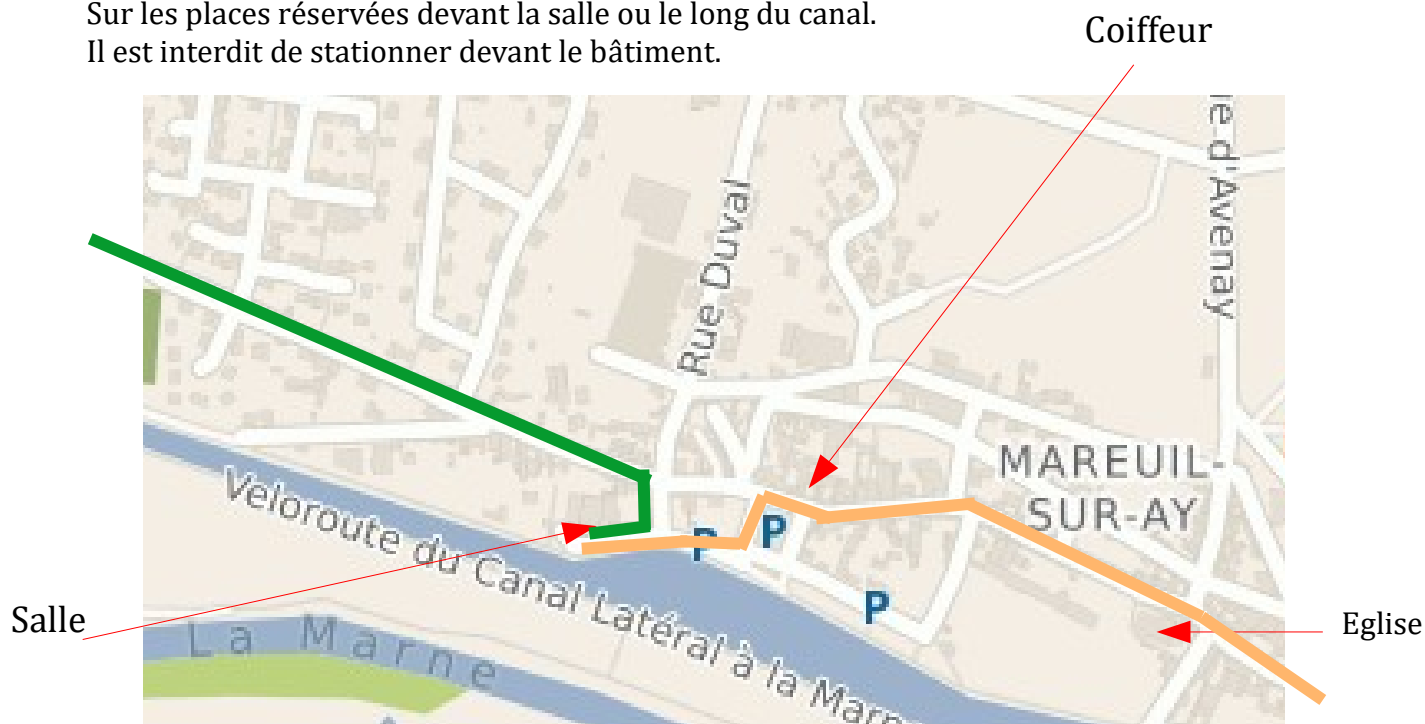 Sur les places réservées devant la salle ou le long du canal.
Il est interdit de stationner devant le bâtiment.
Coiffeur
d'Avenay
Rue Duval
MAREUIL-
SUR-AY
P
P
P
Veloroute du Canal Latéral à la Marne
Salle
Eglise
La Marne